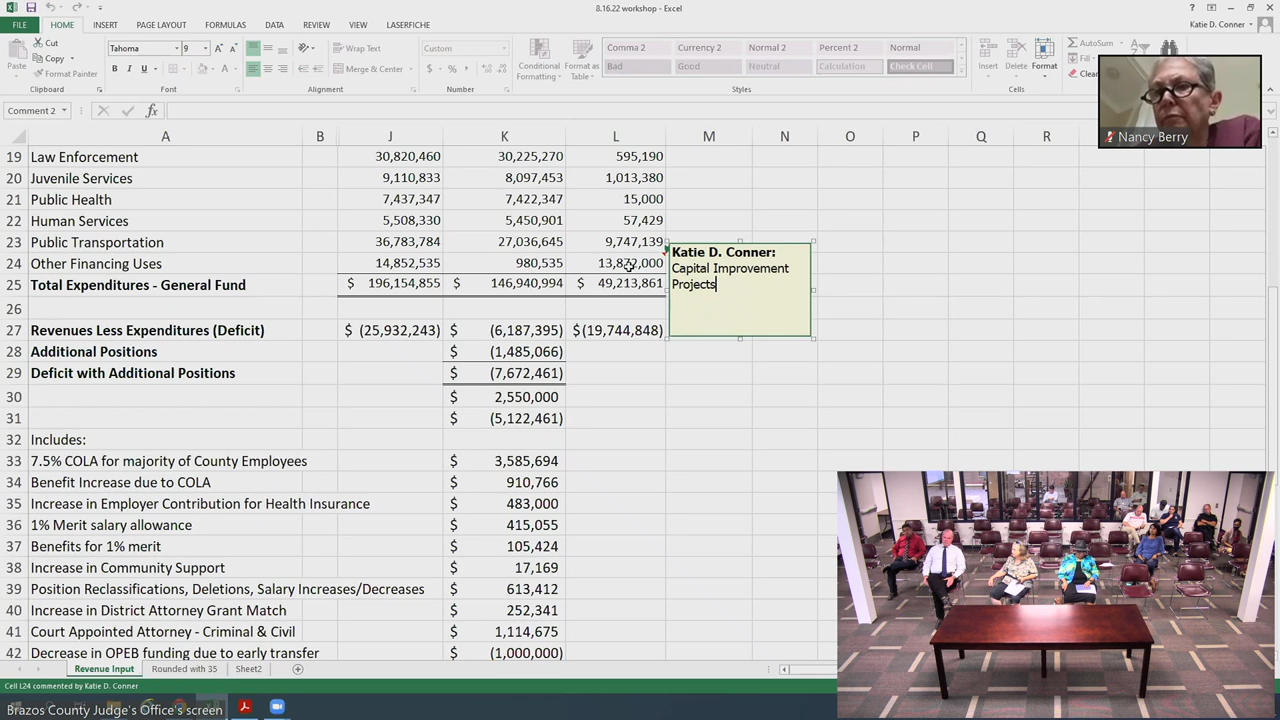 8.16.22 workshop - Excel
FILE HOME INSERT PAGE LAYOUT FORMULAS DATA REVIEW VIEW LASERFICHE Katie D. Conner
Cut
Copy
Format Painter
Paste
Clipboard
Tahoma 9
B I U
Font
Wrap Text
Merge & Center
Alignment
Custom
$ % ,
Number
Conditional Formatting
Format as Table
Comma 2 Currency 2 Normal 2 Percent 2 Normal
Bad Good Neutral Calculation Check Cell
Styles
Insert Delete Format
Cells
AutoSum
Fill
Clea
Nancy Berry
Comment 2 fx
A B J K L M N O P Q R
19 Law Enforcement 30,820,460 30,225,270 595,190
20 Juvenile Services 9,110,833 8,097,453 1,013,380
21 Public Health 7,437,347 7,422,347 15,000
22 Human Services 5,508,330 5,450,901 57,429
23 Public Transportation 36,783,784 27,036,645 9,747,139
24 Other Financing Uses 14,852,535 980,535 13,872,000
25 Total Expenditures - General Fund $ 196,154,855 $ 146,940,994 $ 49,213,861
Katie D. Conner:
Capital Improvement
Projects
26
27 Revenues Less Expenditures (Deficit) $ (25,932,243) $ (6,187,395) $(19,744,848)
28 Additional Positions $ (1,485,066)
29 Deficit with Additional Positions $ (7,672,461)
30 $ 2,550,000
31 $ (5,122,461)
32 Includes:
33 7.5% COLA for majority of County Employees $ 3,585,694
34 Benefit Increase due to COLA $ 910,766
35 Increase in Employer Contribution for Health Insurance $ 483,000
36 1% Merit salary allowance $ 415,055
37 Benefits for 1% merit $ 105,424
38 Increase in Community Support $ 17,169
39 Position Reclassifications, Deletions, Salary Increases/Decreases $ 613,412
40 Increase in District Attorney Grant Match $ 252,341
41 Court Appointed Attorney - Criminal & Civil $ 1,114,675
42 Decrease in OPEB funding due to early transfer $ (1,000,000)
Revenue Input Rounded with 35 Sheet2
Cell L24 commented by Katie D. Conner
Brazos County Judge's Office's screen